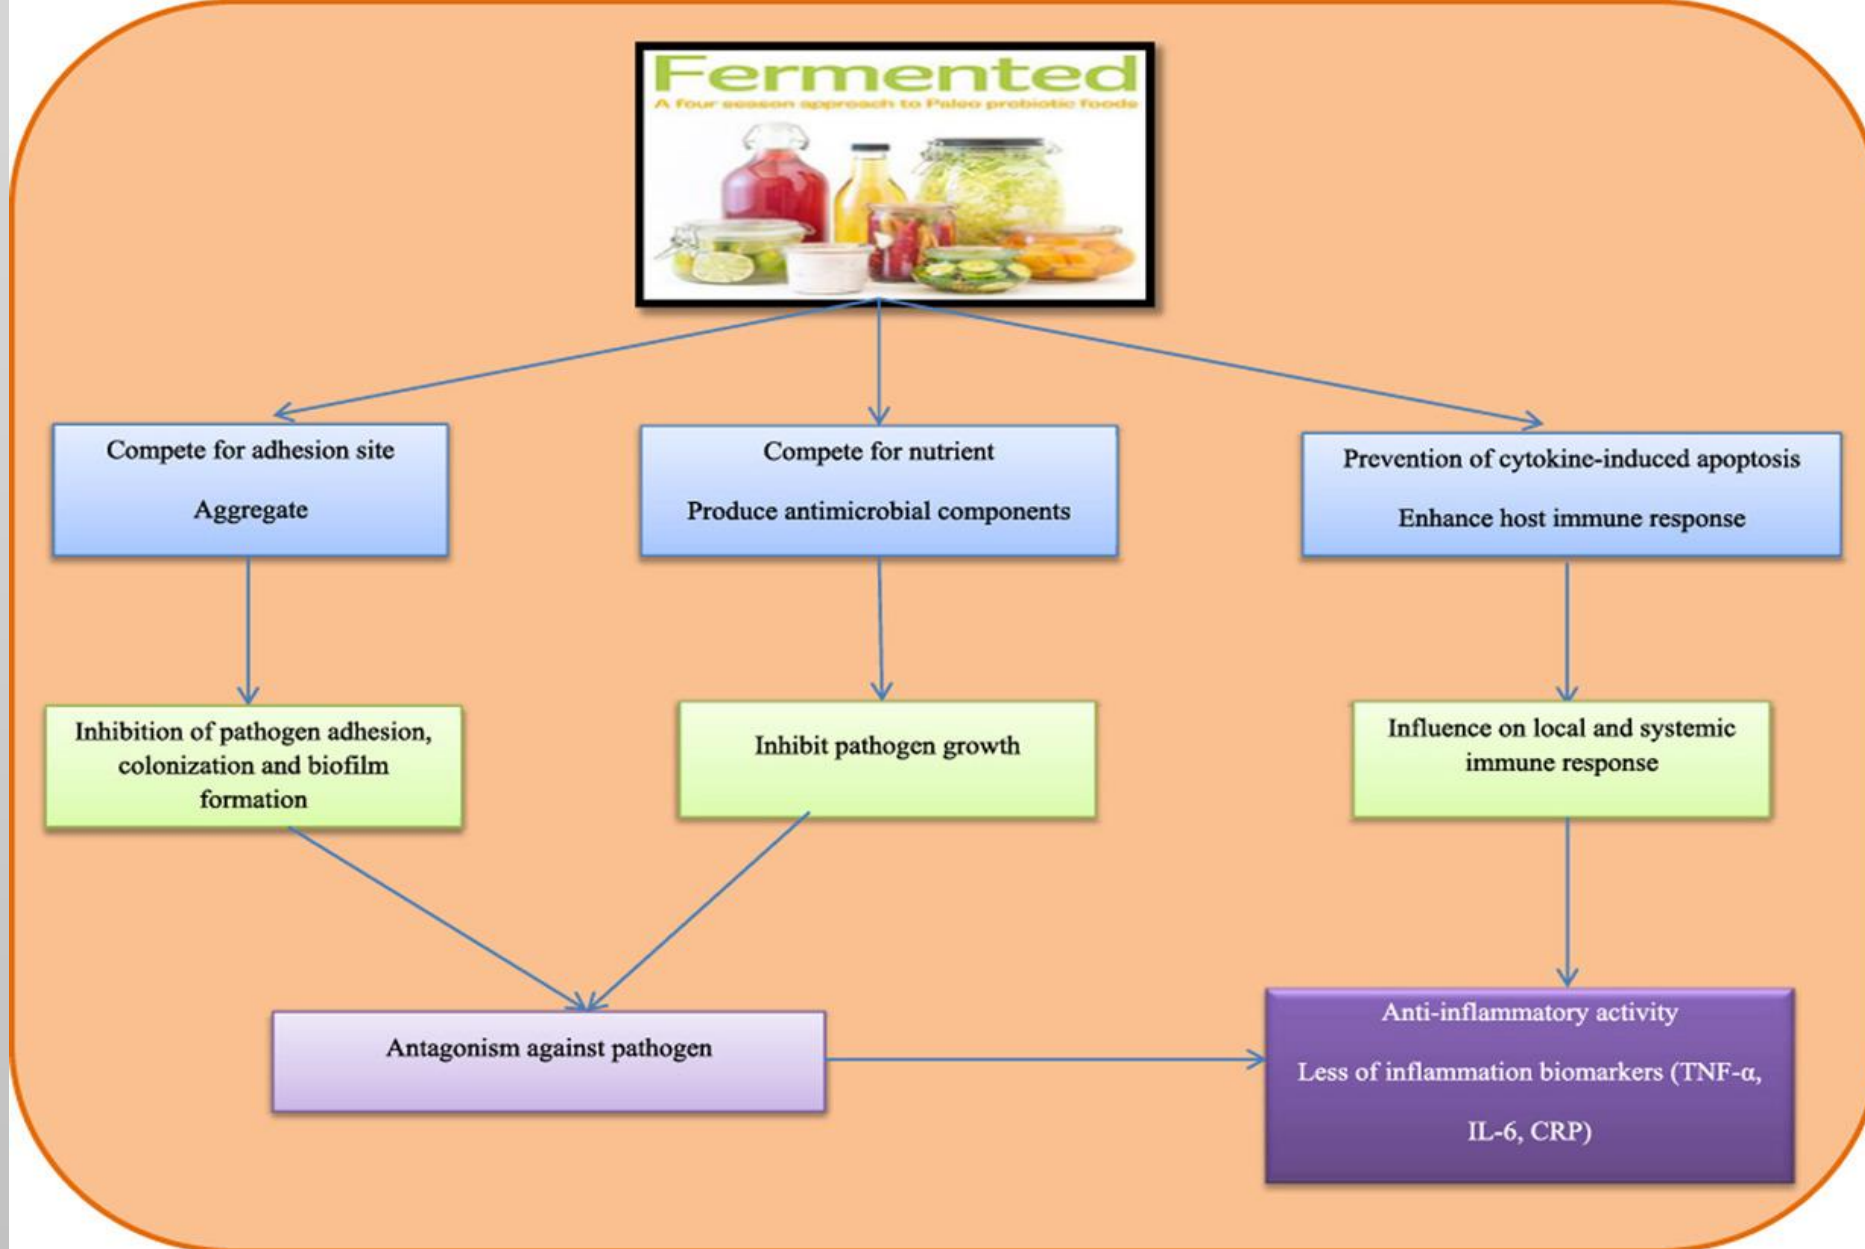 Fermented
A four season approach to Paleo probiotic foods
Compete for adhesion site
Aggregate
Compete for nutrient
Produce antimicrobial components
Prevention of cytokine-induced apoptosis
Enhance host immune response
Inhibition of pathogen adhesion,
colonization and biofilm
formation
Inhibit pathogen growth
Influence on local and systemic
immune response
Antagonism against pathogen
Anti-inflammatory activity
Less of inflammation biomarkers (TNF-α,
IL-6, CRP)